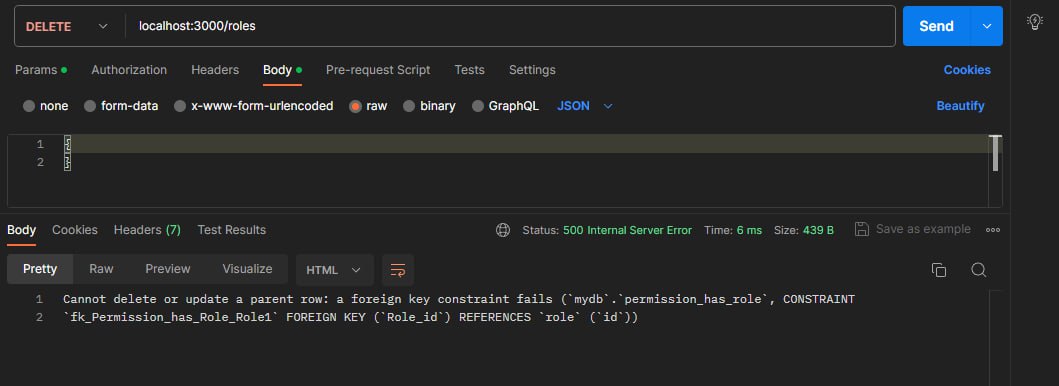 DELETE localhost:3000/roles Send
Params Authorization Headers Body Pre-request Script Tests Settings Cookies
none form-data x-www-form-urlencoded raw binary GraphQL JSON Beautify
1 {
2 }
Body Cookies Headers (7) Test Results Status: 500 Internal Server Error Time: 6 ms Size: 439 B Save as example
Pretty Raw Preview Visualize HTML
1 Cannot delete or update a parent row: a foreign key constraint fails (`mydb`.`permission_has_role`, CONSTRAINT
2 `fk_Permission_has_Role_Role1` FOREIGN KEY (`Role_id`) REFERENCES `role` (`id`))